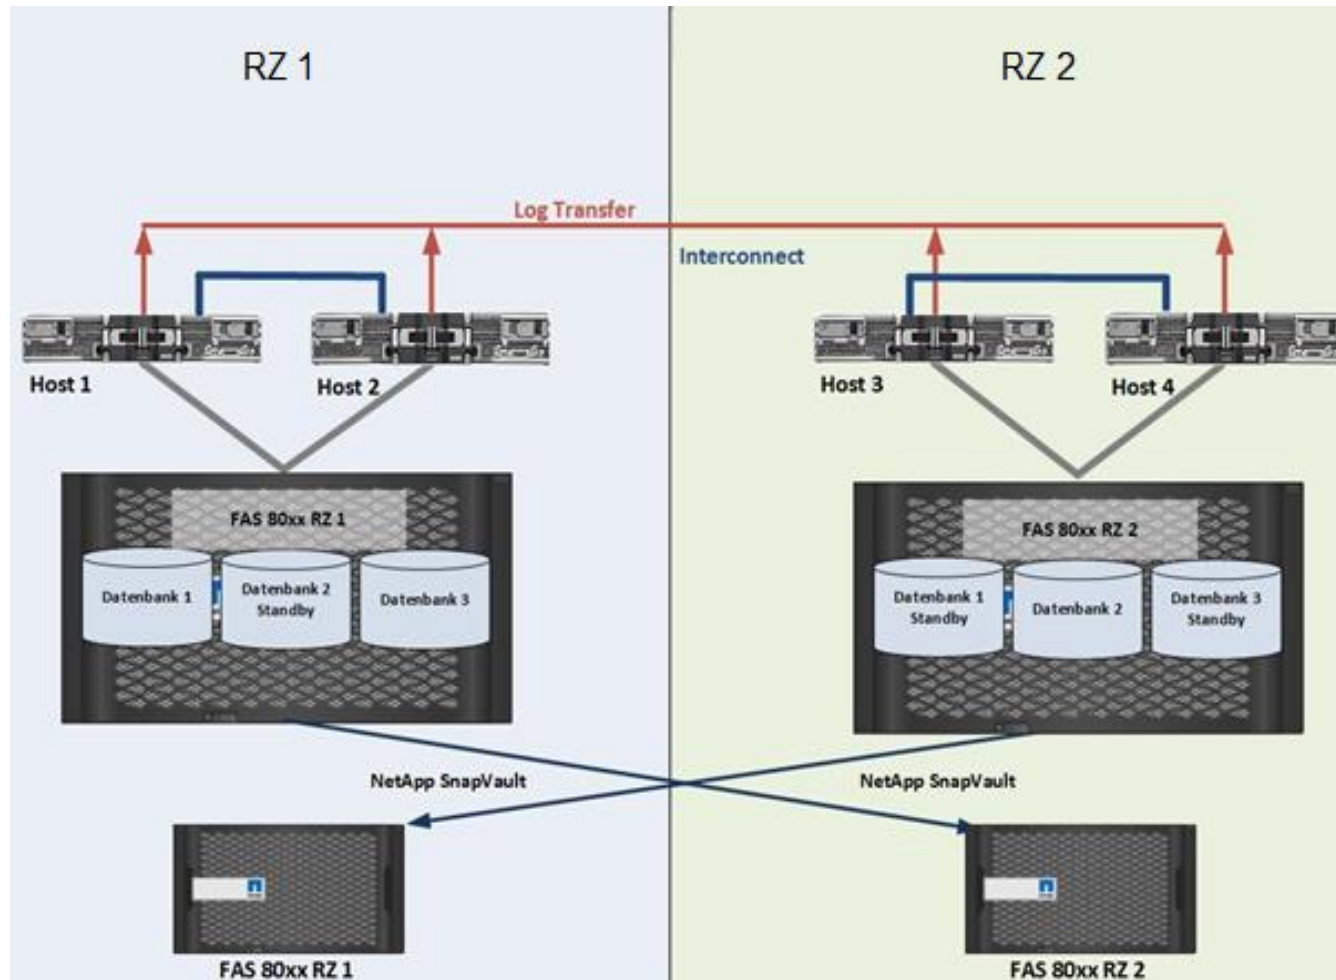 RZ 1
RZ 2
Log Transfer
Interconnect
Host 1
Host 2
Host 3
Host 4
FAS 80xx RZ 1
FAS 80xx RZ 2
Datenbank 1
Datenbank 2
Standby
Datenbank 3
Datenbank 1
Standby
Datenbank 2
Datenbank 3
Standby
NetApp SnapVault
NetApp SnapVault
FAS 80xx RZ 1
FAS 80xx RZ 2